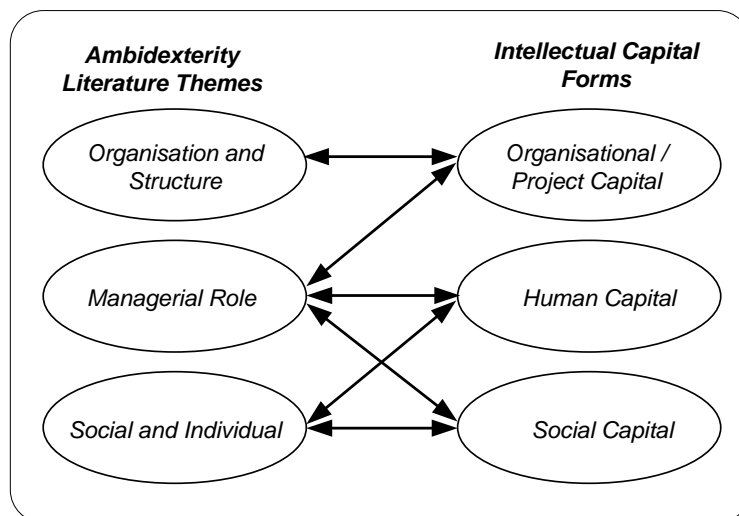 Ambidexterity
Literature Themes
Intellectual Capital
Forms
Organisation and
Structure
Organisational /
Project Capital
Managerial Role
Human Capital
Social and Individual
Social Capital